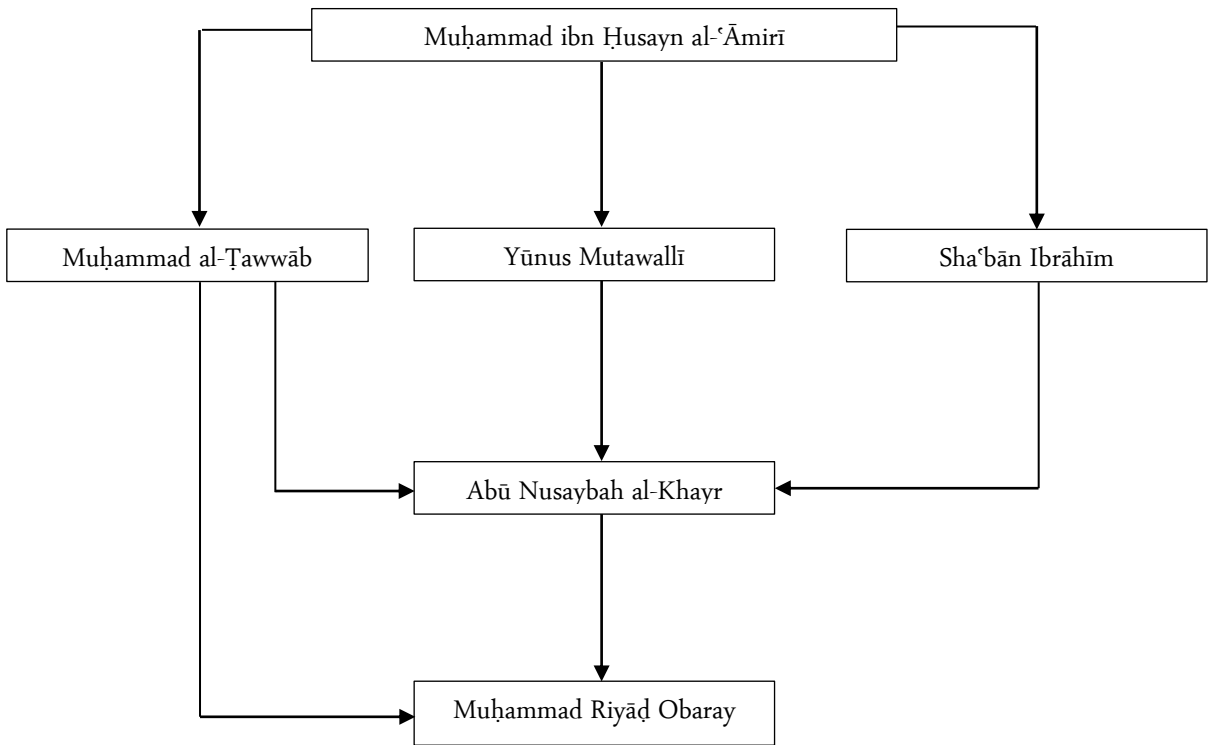 Muḥammad ibn Ḥusayn al-ʿĀmirī
Muḥammad al-Ṭawwāb
Yūnus Mutawallī
Shaʿbān Ibrāhīm
Abū Nusaybah al-Khayr
Muḥammad Riyāḍ Obaray